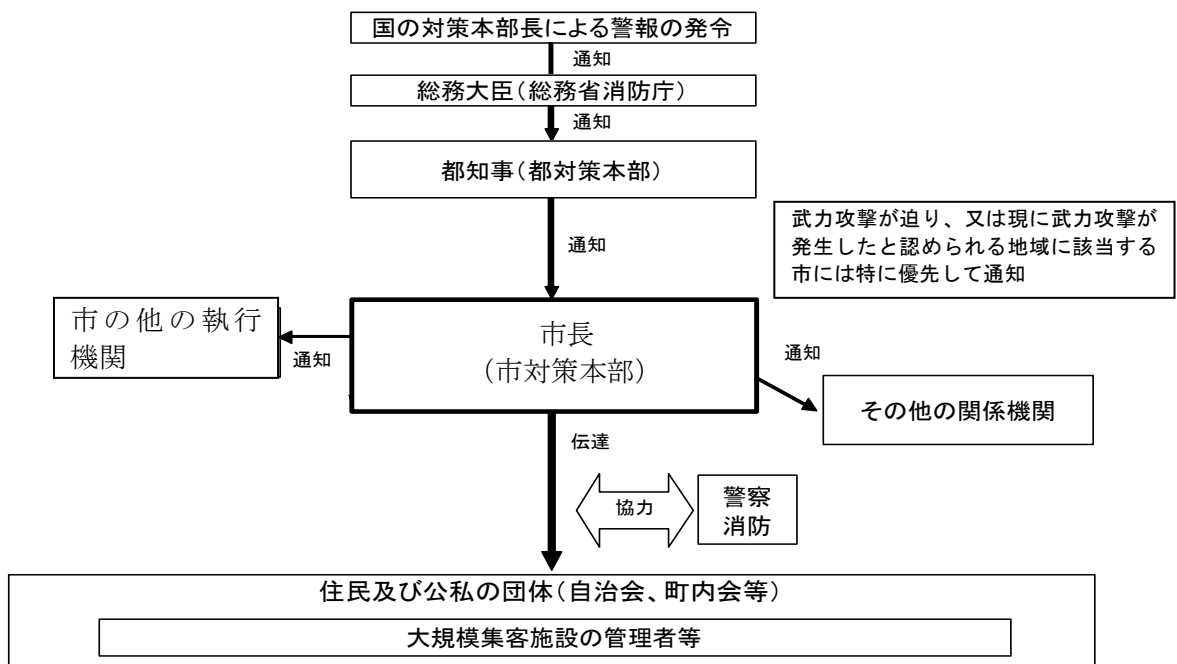 国の対策本部長による警報の発令
通知
総務大臣（総務省消防庁）
通知
都知事（都対策本部）
通知
武力攻撃が迫り、又は現に武力攻撃が
発生したと認められる地域に該当する
市には特に優先して通知
市の他の執行
機関
通知
市長
（市対策本部）
通知
その他の関係機関
伝達
協力
警察
消防
住民及び公私の団体（自治会、町内会等）
大規模集客施設の管理者等